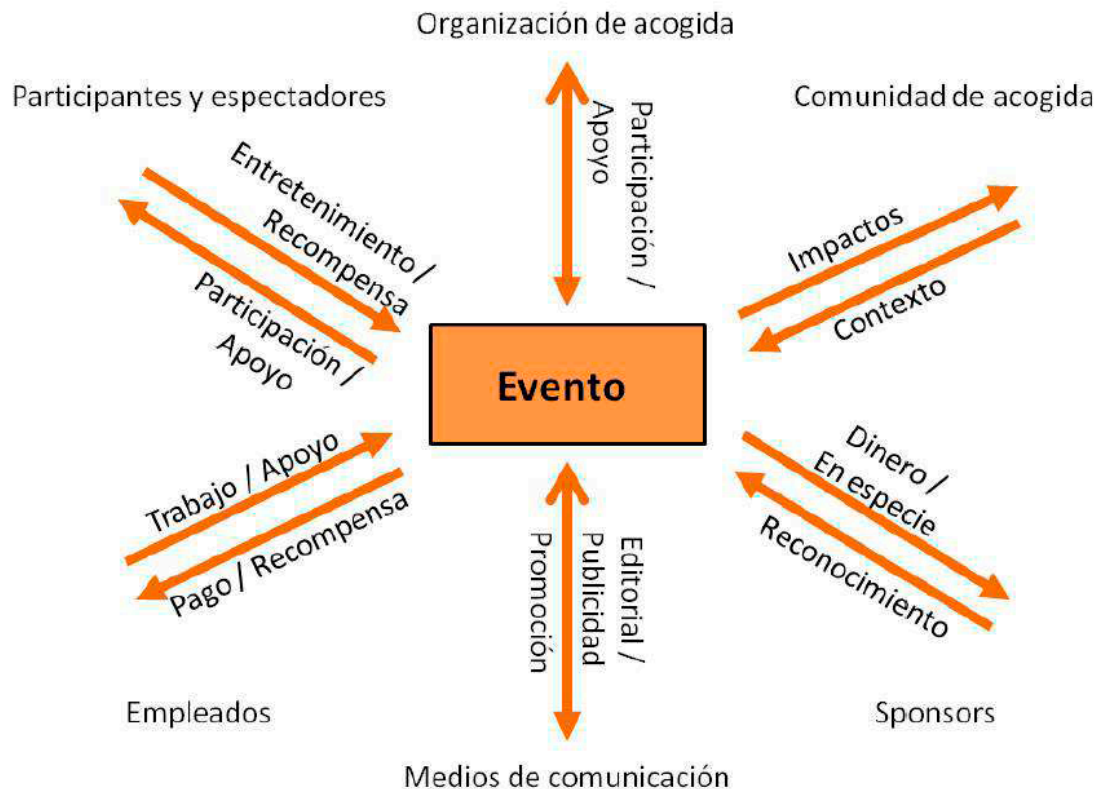 Organización de acogida
Participantes y espectadores
Comunidad de acogida
Participación /
Apoyo
Entretenimiento /
Recompensa
Participación /
Apoyo
Impactos
Contexto
Evento
Trabajo / Apoyo
Pago / Recompensa
Editorial /
Publicidad
Promoción
Dinero /
En especie
Reconocimiento
Empleados
Sponsors
Medios de comunicación